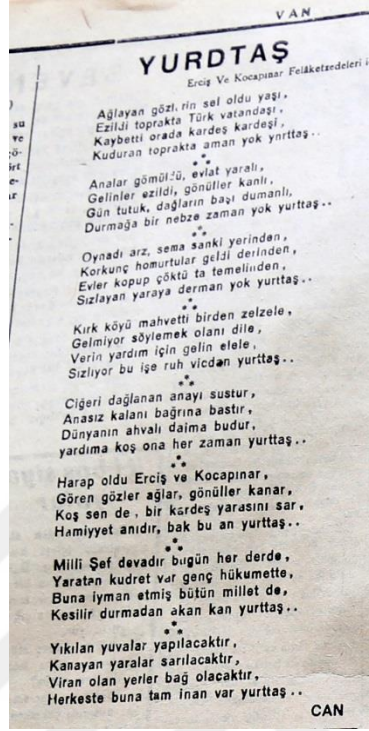 VAN
YURDTAŞ
Erciş Ve Kocapınar Felâketzedeleri i
Ağlayan gözl.rin sel oldu yaşı,
Ezildi toprakta Türk vatandaşı,
Kaybetti orada kardeş kardeşi,
Kuduran toprakta aman yok ynrttaş..
Analar gömüldü, evlat yaralı,
Gelinler ezildi, gönüller kanlı,
Gün tutuk, dağların başı dumanlı,
Durmağa bir nebze zaman yok yurttaş..
Oynadı arz, sema sanki yerinden,
Korkunç homurtular geldi derinden,
Evler kopup çöktü ta temelinden,
Sızlayan yaraya derman yok yurttaş..
Kırk köyü mahvetti birden zelzele,
Gelmiyor söylemek olanı dile,
Verin yardım için gelin elele,
Sızlıyor bu işe ruh vicdan yurttaş..
Ciğeri dağlanan anayı sustur,
Anasız kalanı bağrına bastır,
Dünyanın ahvalı daima budur,
yardıma koş ona her zaman yurttaş..
Harap oldu Erciş ve Kocapınar,
Gören gözler ağlar, gönüller kanar,
Koş sen de , bir kardeş yarasını sar,
Hamiyyet anıdır, bak bu an yurttaş..
Milli Şef devadır bugün her derde,
Yaratan kudret var genç hükumette,
Buna iyman etmiş bütün millet de,
Kesilir durmadan akan kan yurttaş..
Yıkılan yuvalar yapılacaktır,
Kanayan yaralar sarılacaktır,
Viran olan yerler bağ olacaktır,
Herkeste buna tam inan var yurttaş..
CAN
su
ve